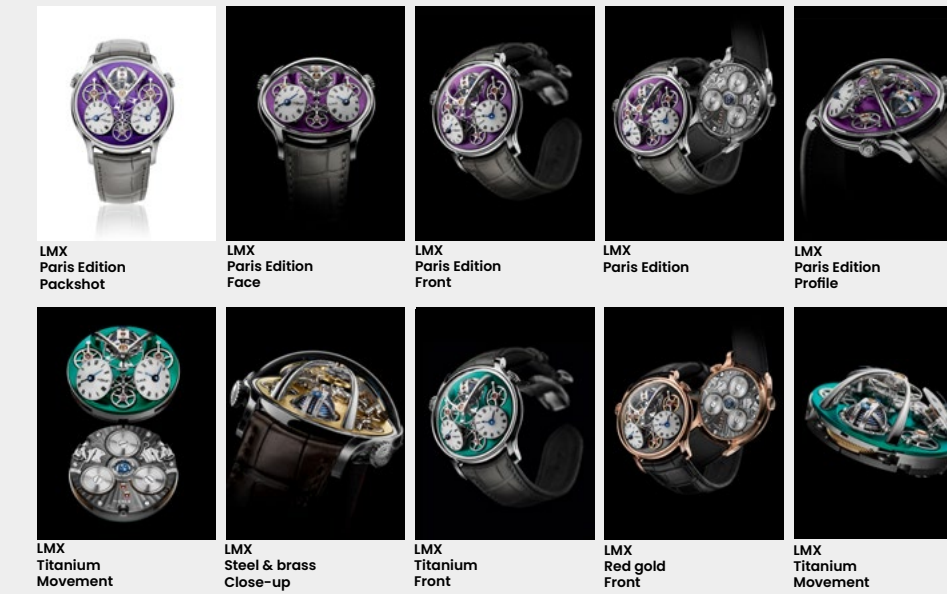 LMX
Paris Edition
Packshot
LMX
Paris Edition
Face
LMX
Paris Edition
Front
LMX
Paris Edition
LMX
Paris Edition
Profile
LMX
Titanium
Movement
LMX
Steel & brass
Close-up
LMX
Titanium
Front
LMX
Red gold
Front
LMX
Titanium
Movement